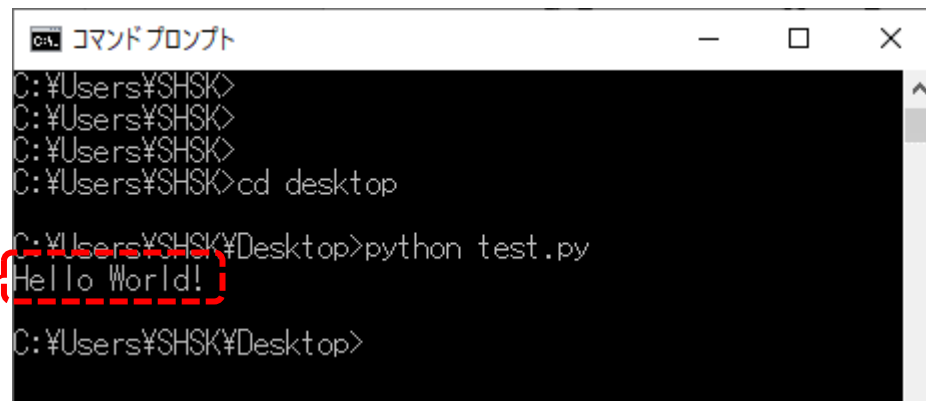 コマンド プロンプト
C:¥Users¥SHSK>
C:¥Users¥SHSK>
C:¥Users¥SHSK>
C:¥Users¥SHSK>cd desktop
C:¥Users¥SHSK¥Desktop>python test.py
Hello World!
C:¥Users¥SHSK¥Desktop>